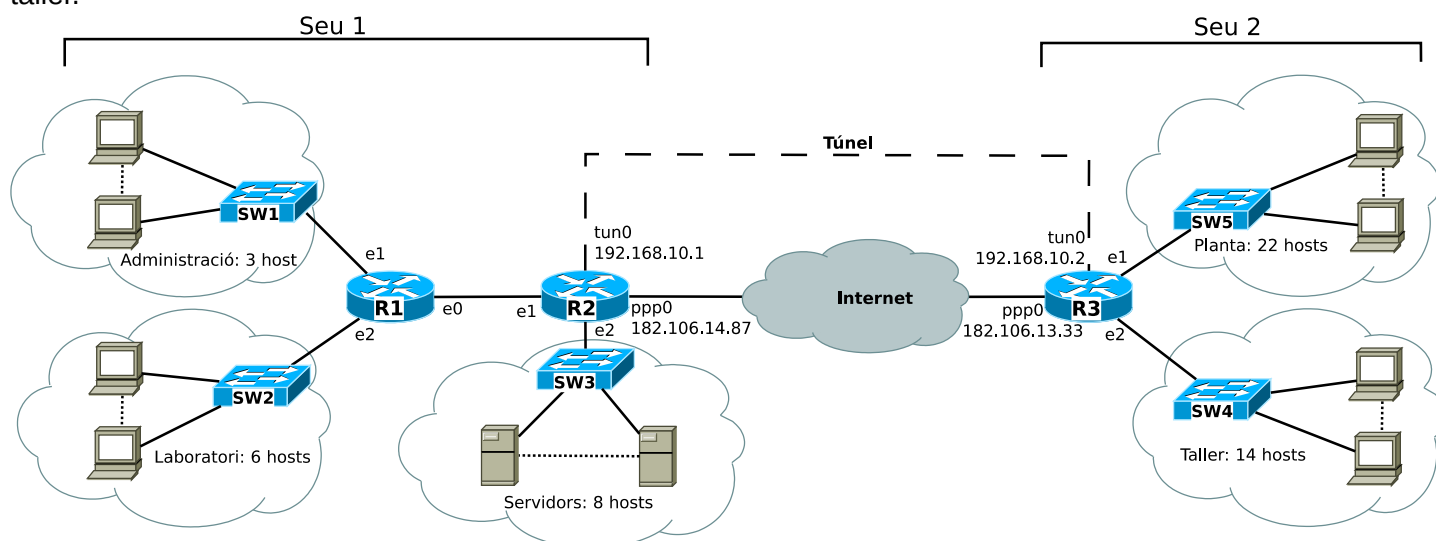 taller.
Seu 1
Seu 2
Túnel
SW1
Administració: 3 host
e1
tun0
192.168.10.1
tun0
192.168.10.2
SW5
Planta: 22 hosts
e1
R1
e0
e1
R2
ppp0
182.106.14.87
Internet
ppp0
182.106.13.33
R3
e2
e2
e2
SW3
SW2
Laboratori: 6 hosts
SW4
Taller: 14 hosts
Servidors: 8 hosts